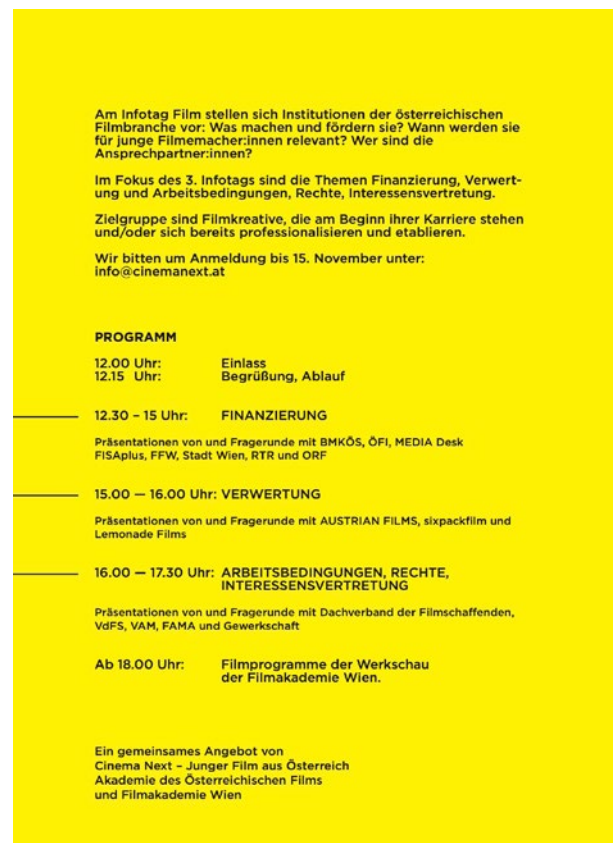 Am Infotag Film stellen sich Institutionen der österreichischen
Filmbranche vor: Was machen und fördern sie? Wann werden sie
für junge Filmemacher:innen relevant? Wer sind die
Ansprechpartner:innen?
Im Fokus des 3. Infotags sind die Themen Finanzierung, Verwert-
ung und Arbeitsbedingungen, Rechte, Interessensvertretung.
Zielgruppe sind Filmkreative, die am Beginn ihrer Karriere stehen
und/oder sich bereits professionalisieren und etablieren.
Wir bitten um Anmeldung bis 15. November unter:
info@cinemanext.at
PROGRAMM
12.00 Uhr: Einlass
12.15 Uhr: Begrüßung, Ablauf
12.30 – 15 Uhr: FINANZIERUNG
Präsentationen von und Fragerunde mit BMKÖS, ÖFI, MEDIA Desk
FISAplus, FFW, Stadt Wien, RTR und ORF
15.00 — 16.00 Uhr: VERWERTUNG
Präsentationen von und Fragerunde mit AUSTRIAN FILMS, sixpackfilm und
Lemonade Films
16.00 — 17.30 Uhr: ARBEITSBEDINGUNGEN, RECHTE,
INTERESSENSVERTRETUNG
Präsentationen von und Fragerunde mit Dachverband der Filmschaffenden,
VdFS, VAM, FAMA und Gewerkschaft
Ab 18.00 Uhr: Filmprogramme der Werkschau
der Filmakademie Wien.
Ein gemeinsames Angebot von
Cinema Next – Junger Film aus Österreich
Akademie des Österreichischen Films
und Filmakademie Wien